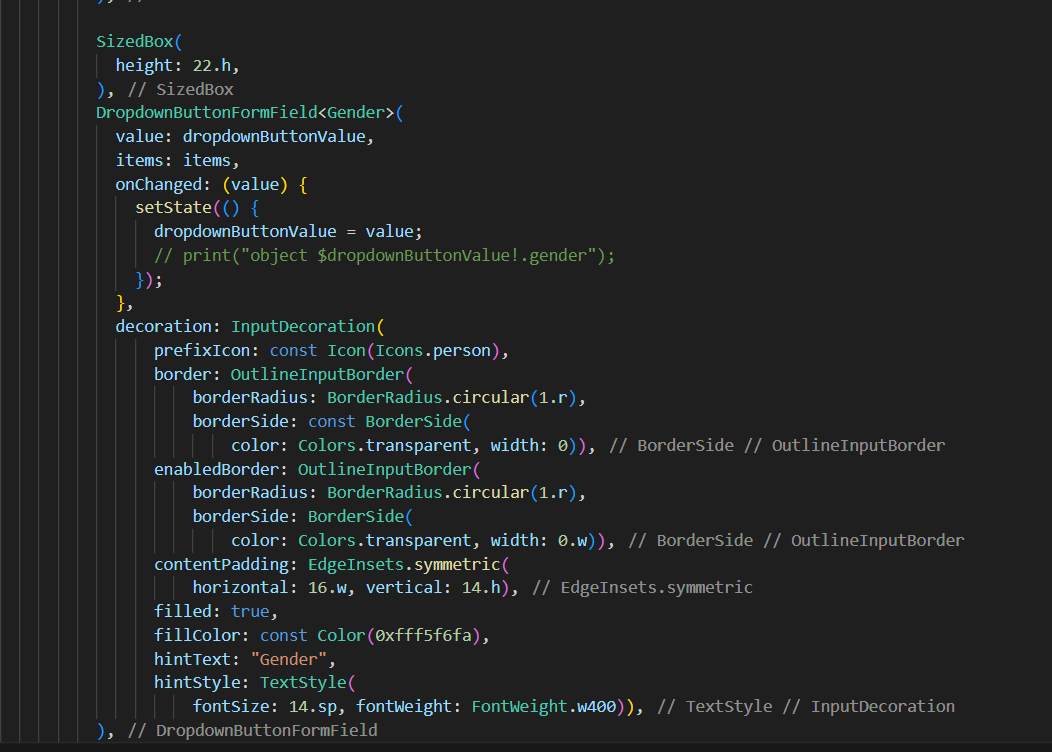 ), //
SizedBox(
height: 22.h,
), // SizedBox
DropdownButtonFormField<Gender>(
value: dropdownButtonValue,
items: items,
onChanged: (value) {
setState(() {
dropdownButtonValue = value;
// print("object $dropdownButtonValue!.gender");
});
},
decoration: InputDecoration(
prefixIcon: const Icon(Icons.person),
border: OutlineInputBorder(
borderRadius: BorderRadius.circular(1.r),
borderSide: const BorderSide(
color: Colors.transparent, width: 0)), // BorderSide // OutlineInputBorder
enabledBorder: OutlineInputBorder(
borderRadius: BorderRadius.circular(1.r),
borderSide: BorderSide(
color: Colors.transparent, width: 0.w)), // BorderSide // OutlineInputBorder
contentPadding: EdgeInsets.symmetric(
horizontal: 16.w, vertical: 14.h), // EdgeInsets.symmetric
filled: true,
fillColor: const Color(0xfff5f6fa),
hintText: "Gender",
hintStyle: TextStyle(
fontSize: 14.sp, fontWeight: FontWeight.w400)), // TextStyle // InputDecoration
), // DropdownButtonFormField